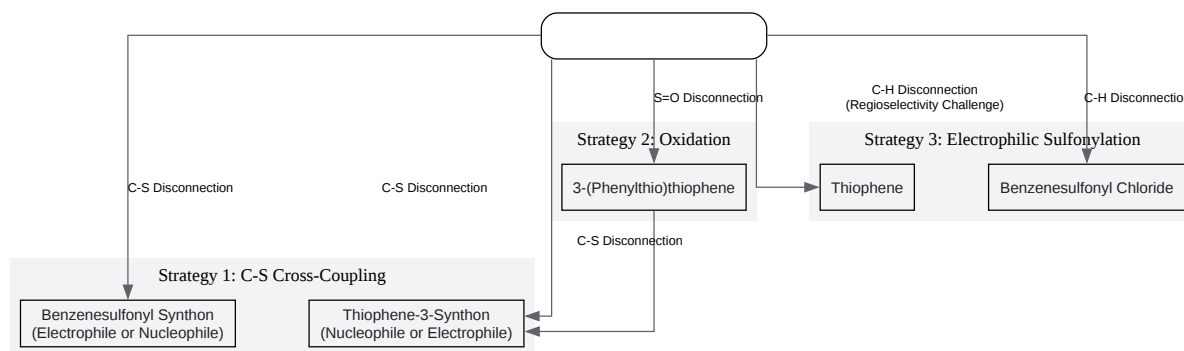 S=O Disconnection
C-H Disconnection
(Regioselectivity Challenge)
C-H Disconnection
Strategy 2: Oxidation
Strategy 3: Electrophilic Sulfonylation
C-S Disconnection
C-S Disconnection
3-(Phenylthio)thiophene
Thiophene
Benzenesulfonyl Chloride
C-S Disconnection
Strategy 1: C-S Cross-Coupling
Benzenesulfonyl Synthon
(Electrophile or Nucleophile)
Thiophene-3-Synthon
(Nucleophile or Electrophile)